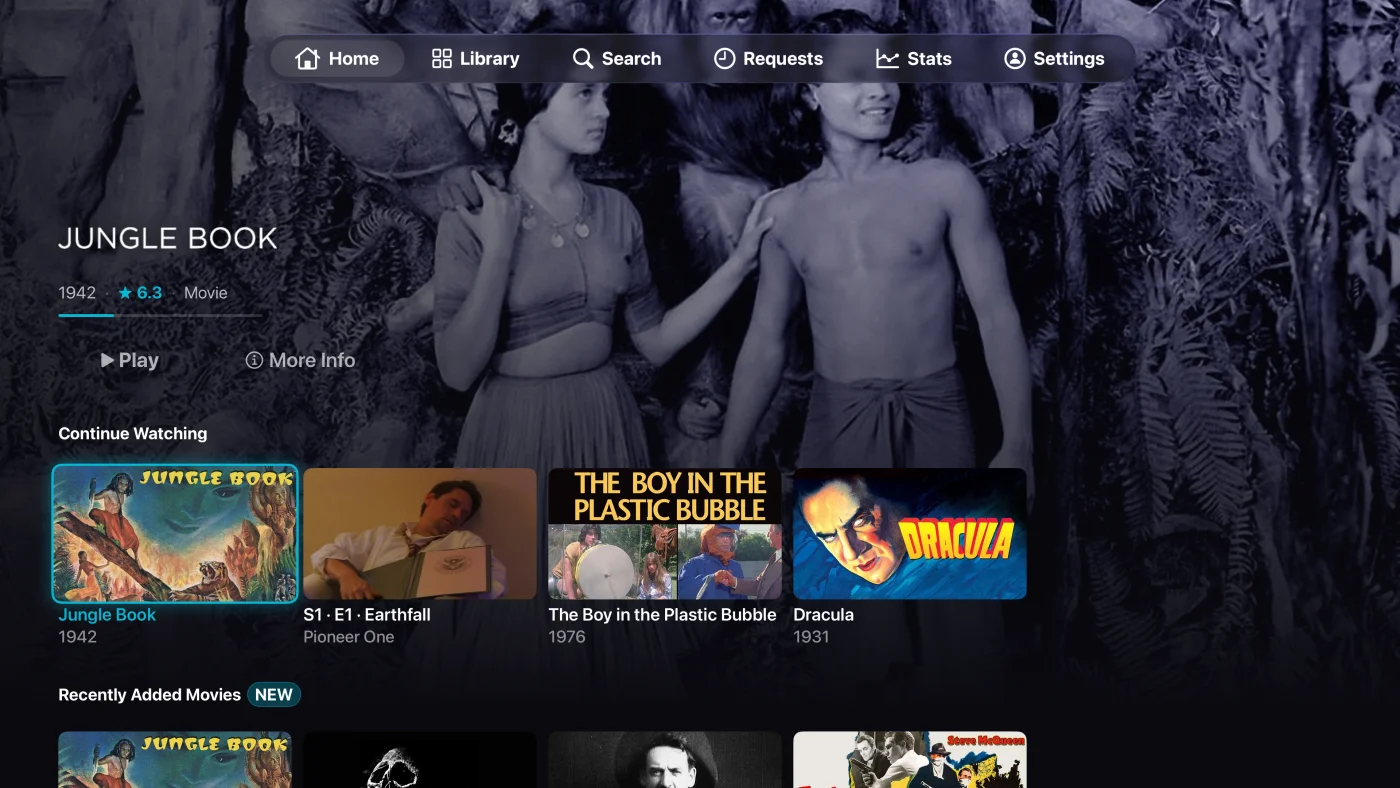 Home Library Search Requests Stats Settings
JUNGLE BOOK
1942 · ★ 6.3 · Movie
Play More Info
Continue Watching
JUNGLE BOOK
THE BOY IN THE
PLASTIC BUBBLE
DRACULA
Jungle Book S1 · E1 · Earthfall The Boy in the Plastic Bubble Dracula
1942 Pioneer One 1976 1931
Recently Added Movies NEW
JUNGLE BOOK
Steve McQueen